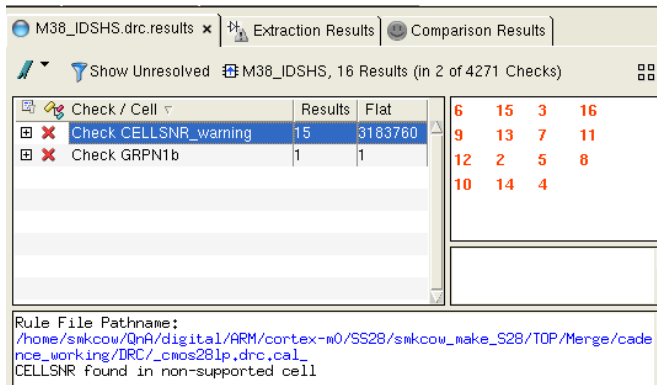 M38_IDSHS.drc.results × Extraction Results Comparison Results
Show Unresolved M38_IDSHS, 16 Results (in 2 of 4271 Checks)
Check / Cell Results Flat
Check CELLSNR_warning 15 3183760
Check GRPN1b 1 1
6 15 3 16
9 13 7 11
12 2 5 8
10 14 4
Rule File Pathname:
/home/smkcow/QnA/digital/ARM/cortex-m0/SS28/smkcow_make_S28/TOP/Merge/cade
nce_working/DRC/_cmos28lp.drc.cal_
CELLSNR found in non-supported cell